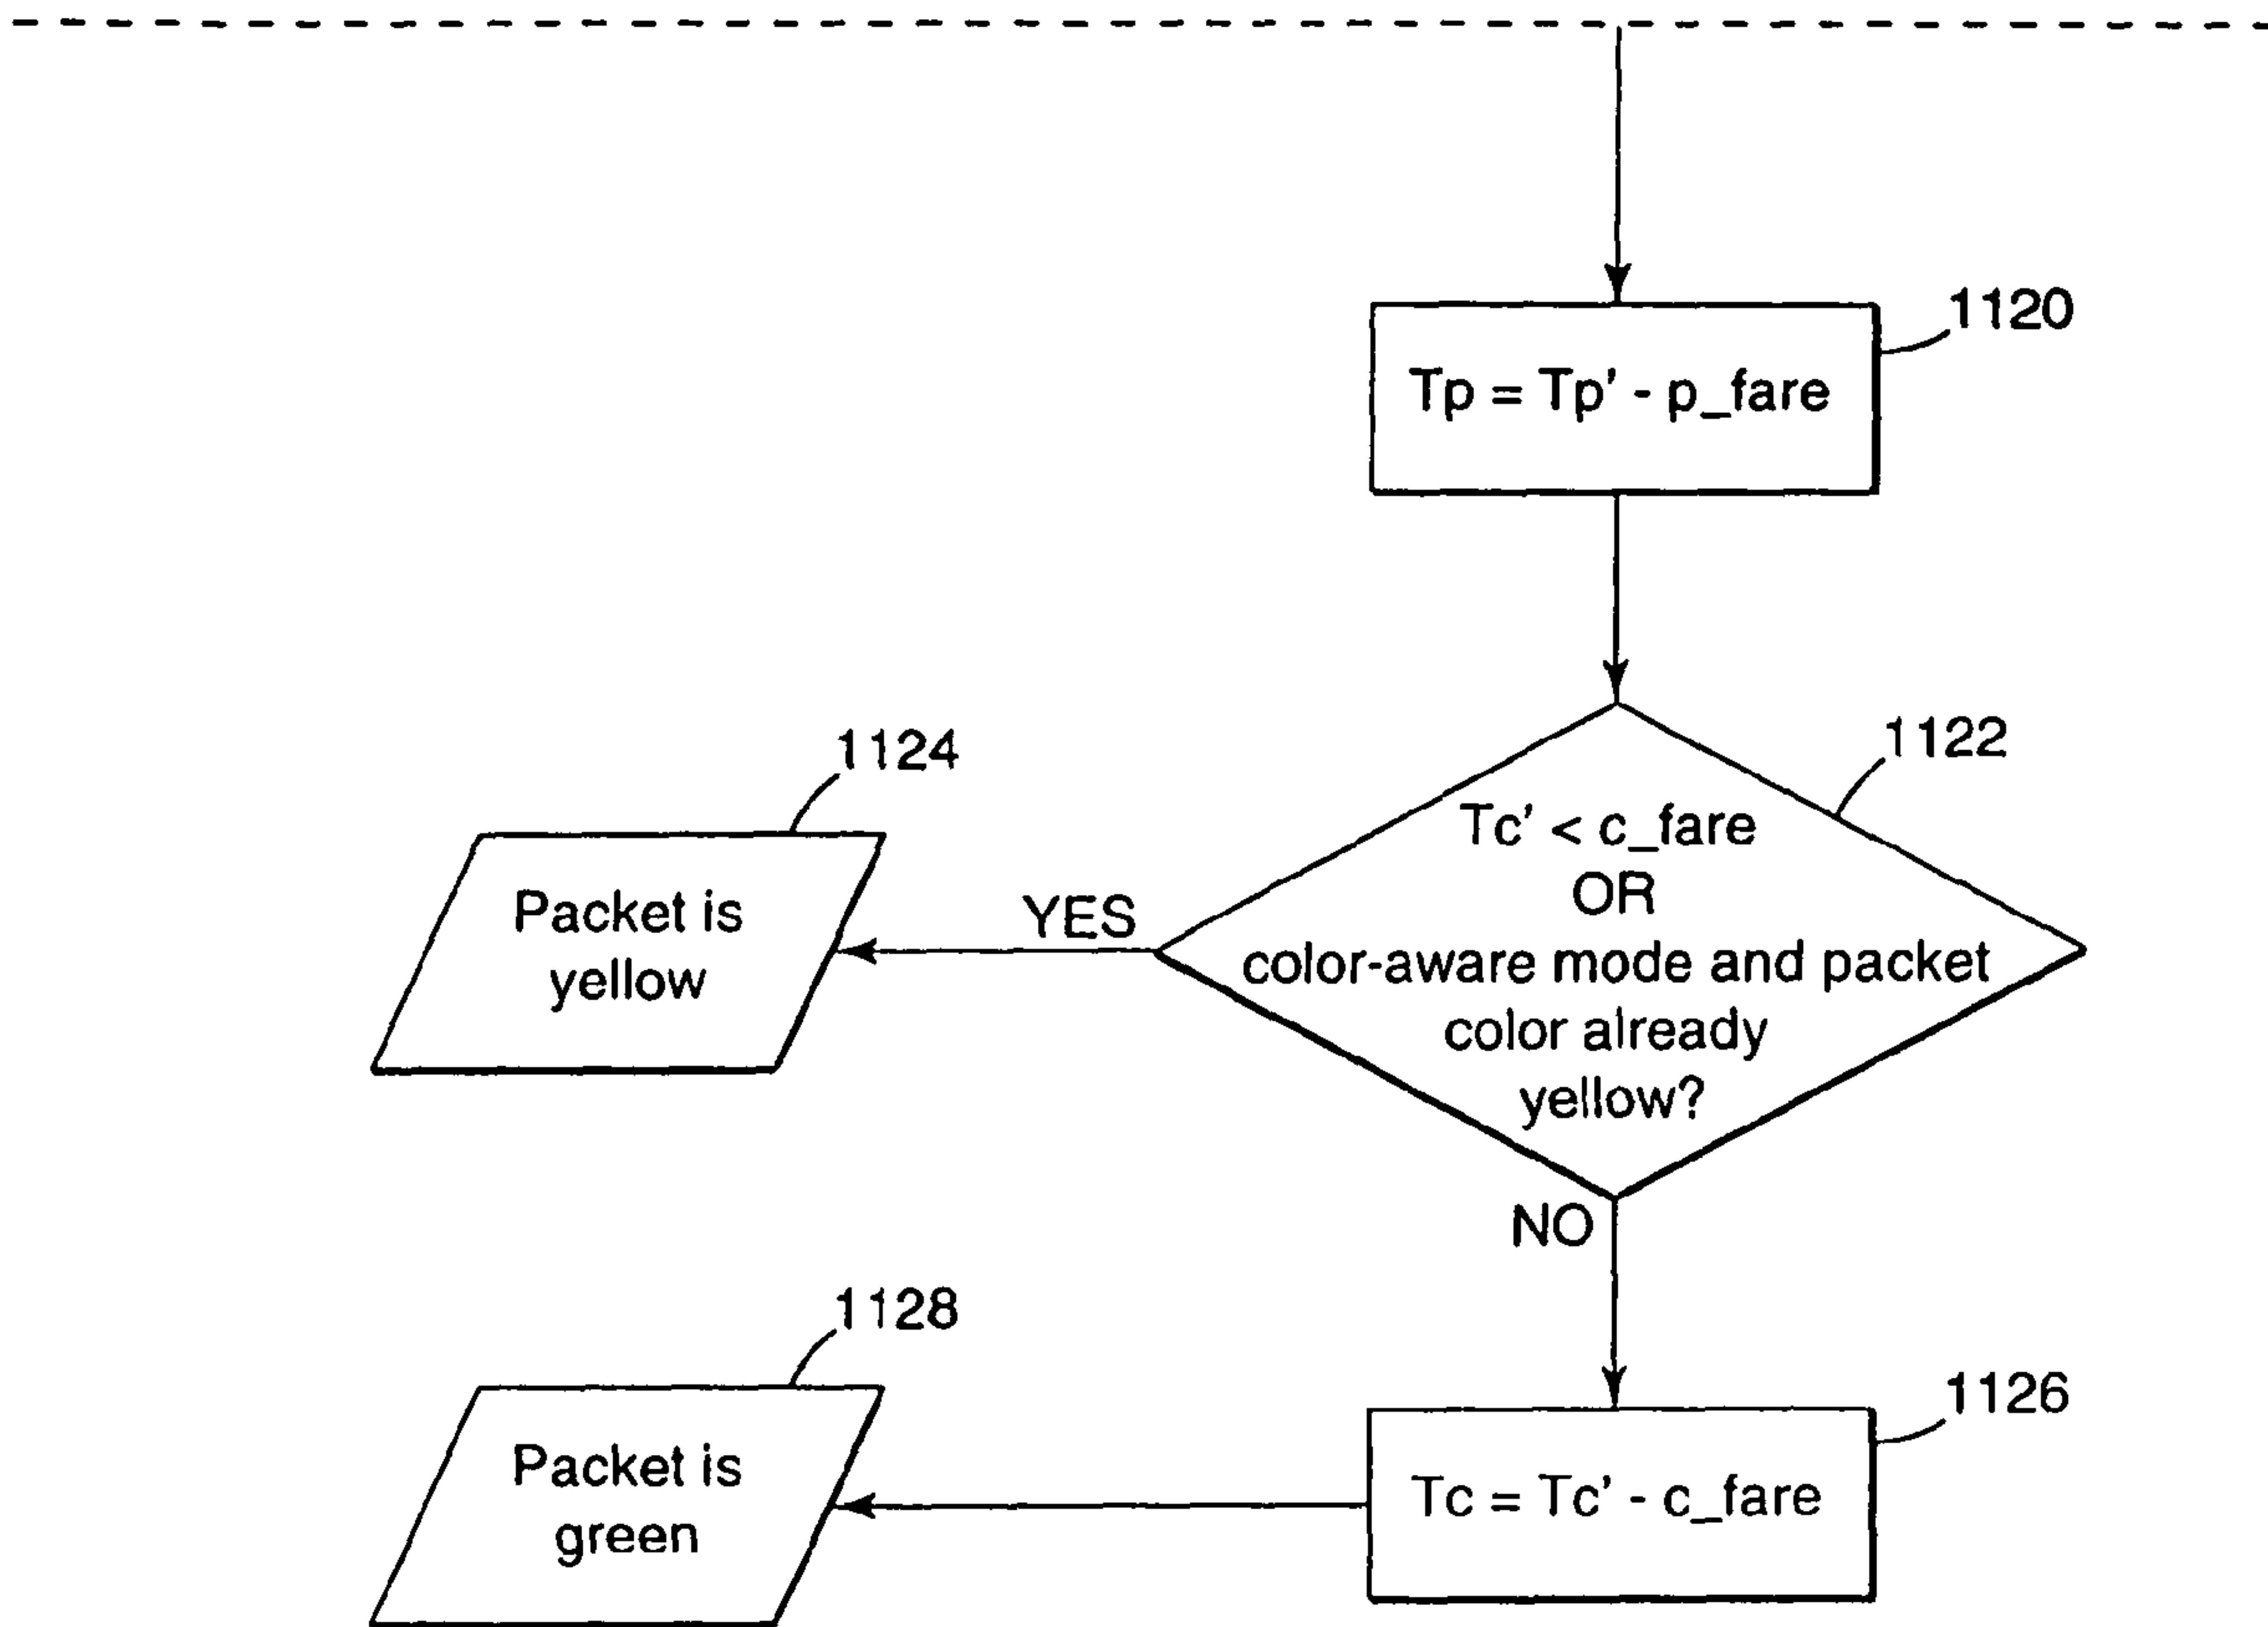 1120
Tp = Tp' - p_fare
1122
Tc' < c_fare
OR
color-aware mode and packet
color already
yellow?
YES
1124
Packet is
yellow
NO
1126
Tc = Tc' - c_fare
1128
Packet is
green